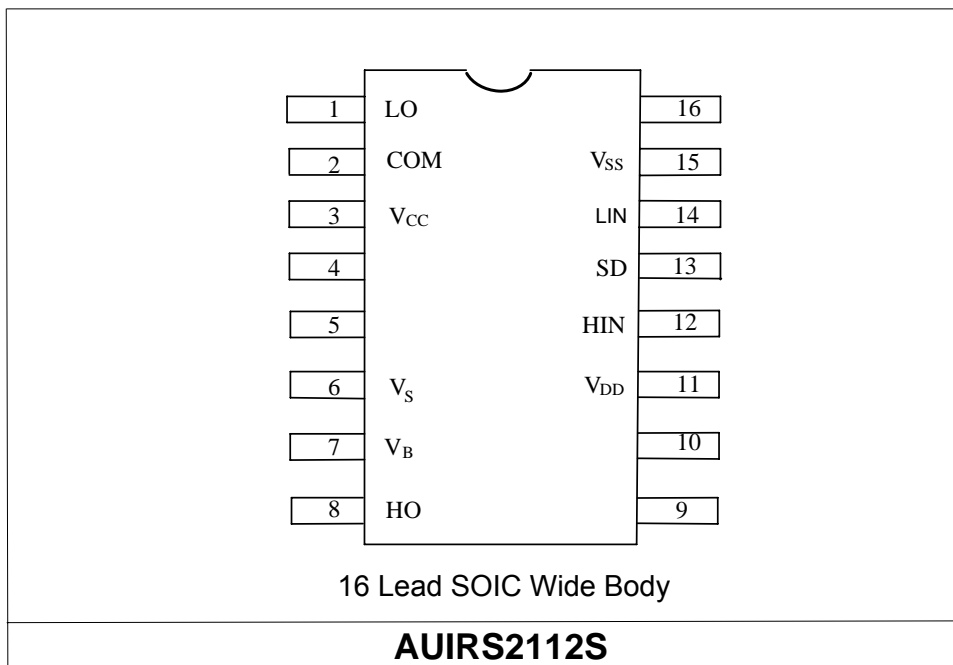 1 LO 16
2 COM VSS 15
3 VCC LIN 14
4 SD 13
5 HIN 12
6 VS VDD 11
7 VB 10
8 HO 9
16 Lead SOIC Wide Body
AUIRS2112S